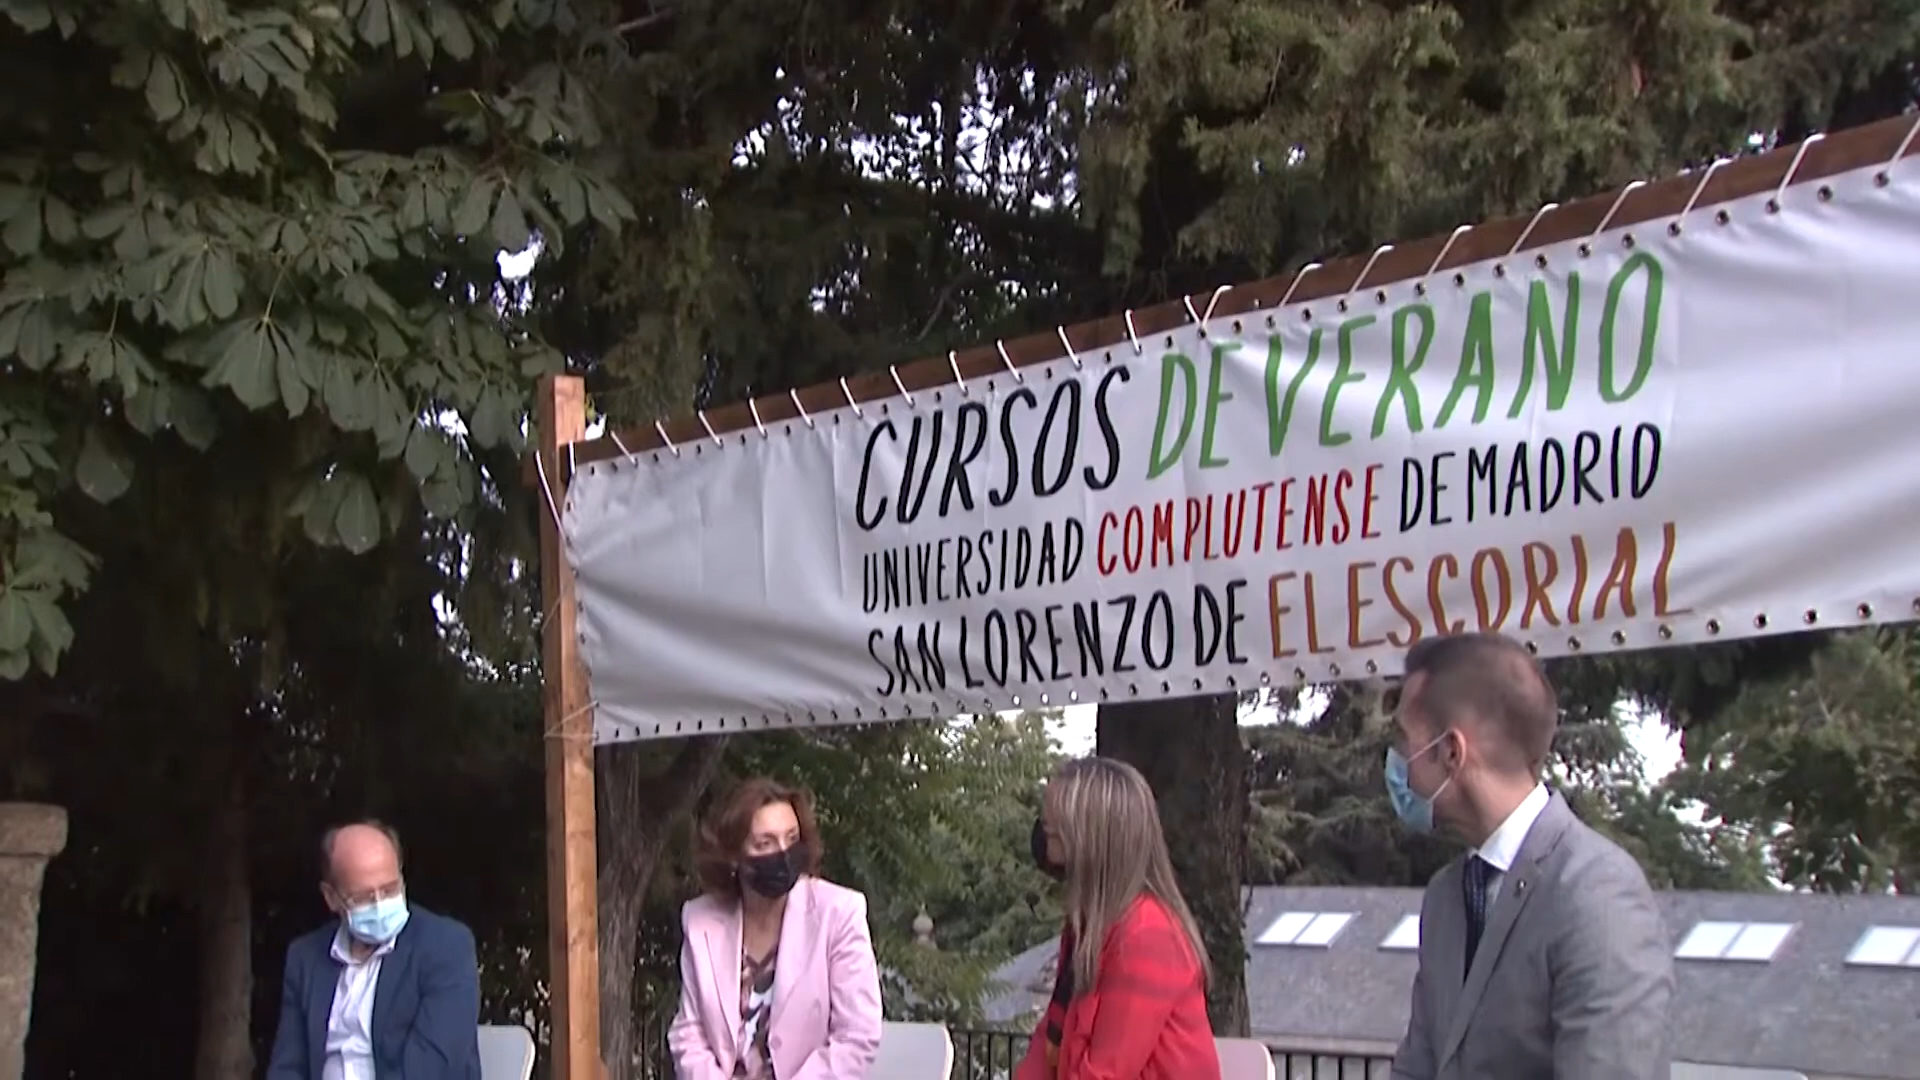 CURSOS DE VERANO
UNIVERSIDAD COMPLUTENSE DE MADRID
SAN LORENZO DE EL ESCORIAL